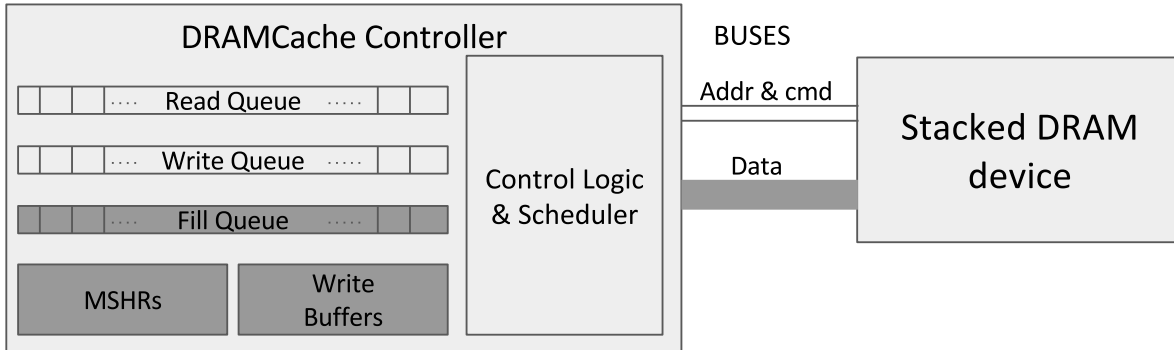 DRAMCache Controller
BUSES
Read Queue
Write Queue
Fill Queue
MSHRs
Write
Buffers
Control Logic
& Scheduler
Addr & cmd
Data
Stacked DRAM
device